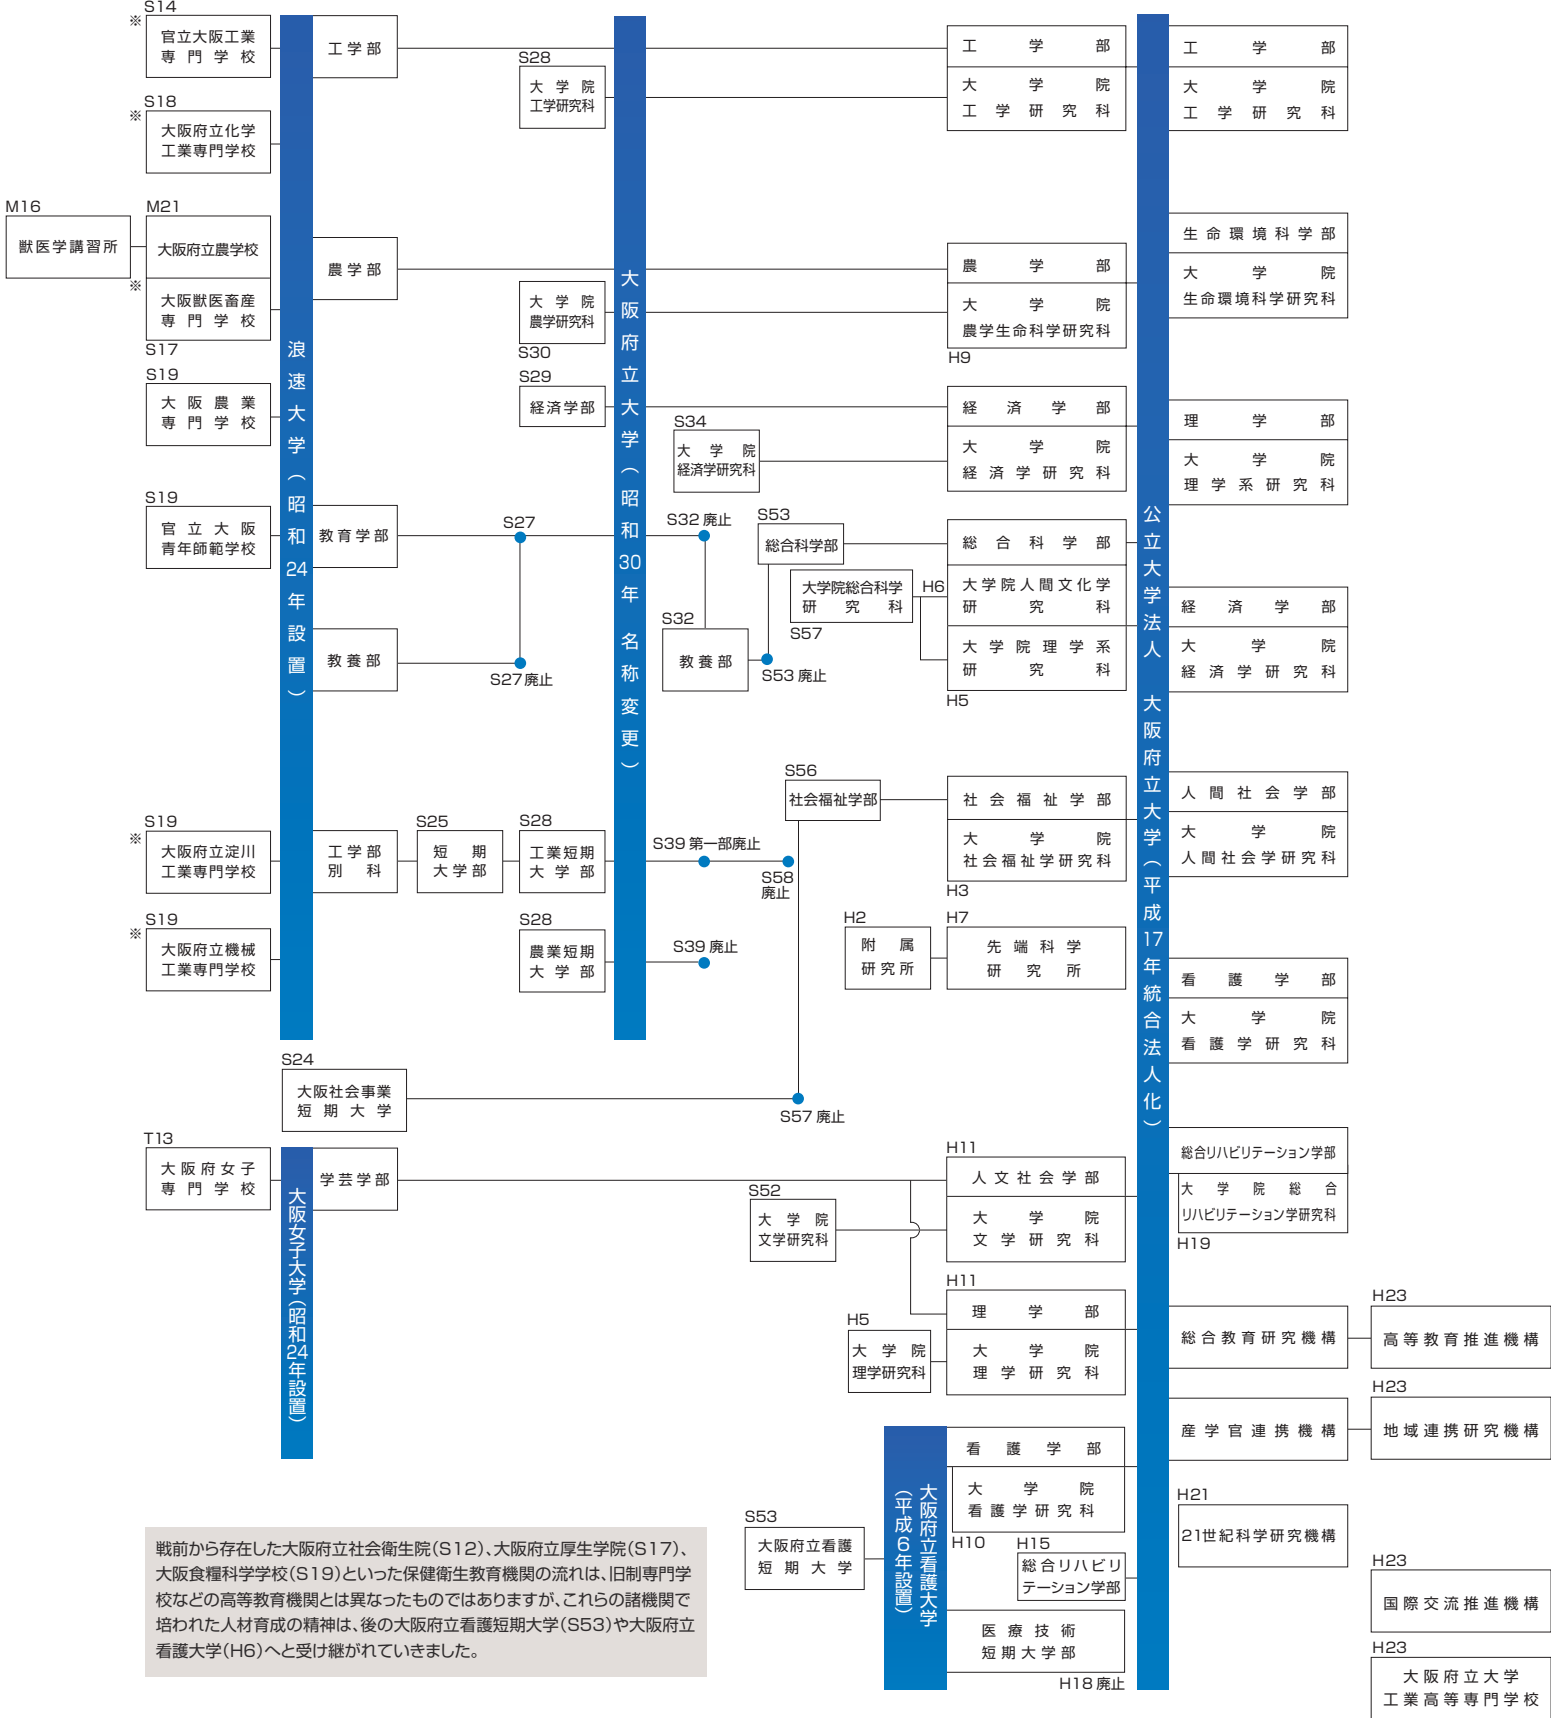 S14
※
官立大阪工業
専門学校
S18
※
大阪府立化学
工業専門学校
M16
獣医学講習所
M21
大阪府立農学校
※
大阪獣医畜産
専門学校
S17
S19
大阪農業
専門学校
S19
官立大阪
青年師範学校
S19
※
大阪府立淀川
工業専門学校
S19
※
大阪府立機械
工業専門学校
浪速大学(昭和24年設置)
工学部
農学部
教育学部
教養部
工学部
別科
S25
短期
大学部
S28
大学院
工学研究科
大学院
農学研究科
S30
S29
経済学部
S27
S27廃止
S28
工業短期
大学部
S28
農業短期
大学部
大阪府立大学(昭和30年 名称変更)
S34
大学院
経済学研究科
S32 廃止
S32
教養部
S53
総合科学部
S53 廃止
大学院総合科学
研究科
S57
H6
S39 第一部廃止
S58
廃止
S39 廃止
S56
社会福祉学部
H2
附属
研究所
工学部
大学院
工学研究科
農学部
大学院
農学生命科学研究科
H9
経済学部
大学院
経済学研究科
総合科学部
大学院人間文化学
研究科
大学院理学系
研究科
H5
社会福祉学部
大学院
社会福祉学研究科
H3
H7
先端科学
研究所
S24
大阪社会事業
短期大学
S57 廃止
T13
大阪府女子
専門学校
大阪女子大学(昭和24年設置)
学芸学部
S52
大学院
文学研究科
H11
人文社会学部
大学院
文学研究科
H5
大学院
理学研究科
H11
理学部
大学院
理学研究科
S53
大阪府立看護
短期大学
大阪府立看護大学
(平成6年設置)
看護学部
大学院
看護学研究科
H10
H15
総合リハビリ
テーション学部
医療技術
短期大学部
H18 廃止
公立大学法人 大阪府立大学(平成17年統合法人化)
工学部
大学院
工学研究科
生命環境科学部
大学院
生命環境科学研究科
理学部
大学院
理学系研究科
経済学部
大学院
経済学研究科
人間社会学部
大学院
人間社会学研究科
看護学部
大学院
看護学研究科
総合リハビリテーション学部
大学院総合
リハビリテーション学研究科
H19
総合教育研究機構
H23
高等教育推進機構
産学官連携機構
H23
地域連携研究機構
H21
21世紀科学研究機構
H23
国際交流推進機構
H23
大阪府立大学
工業高等専門学校
戦前から存在した大阪府立社会衛生院(S12)、大阪府立厚生学院(S17)、
大阪食糧科学学校(S19)といった保健衛生教育機関の流れは、旧制専門学
校などの高等教育機関とは異なったものではありますが、これらの諸機関で
培われた人材育成の精神は、後の大阪府立看護短期大学(S53)や大阪府立
看護大学(H6)へと受け継がれていきました。